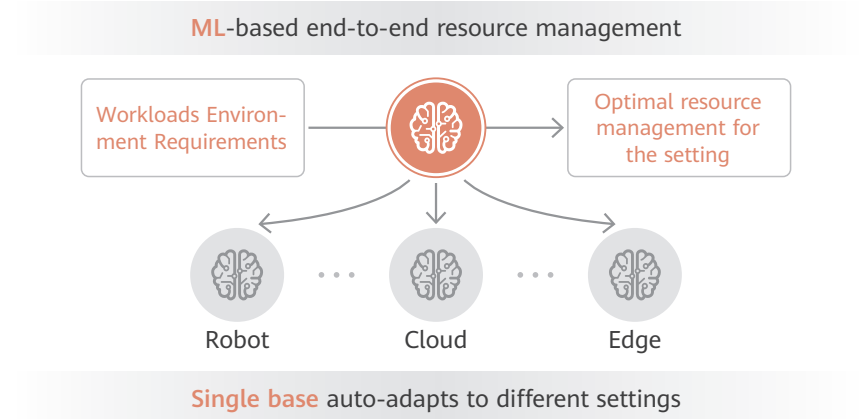 ML-based end-to-end resource management
Workloads Environ-
ment Requirements
Optimal resource
management for
the setting
Robot
Cloud
Edge
Single base auto-adapts to different settings